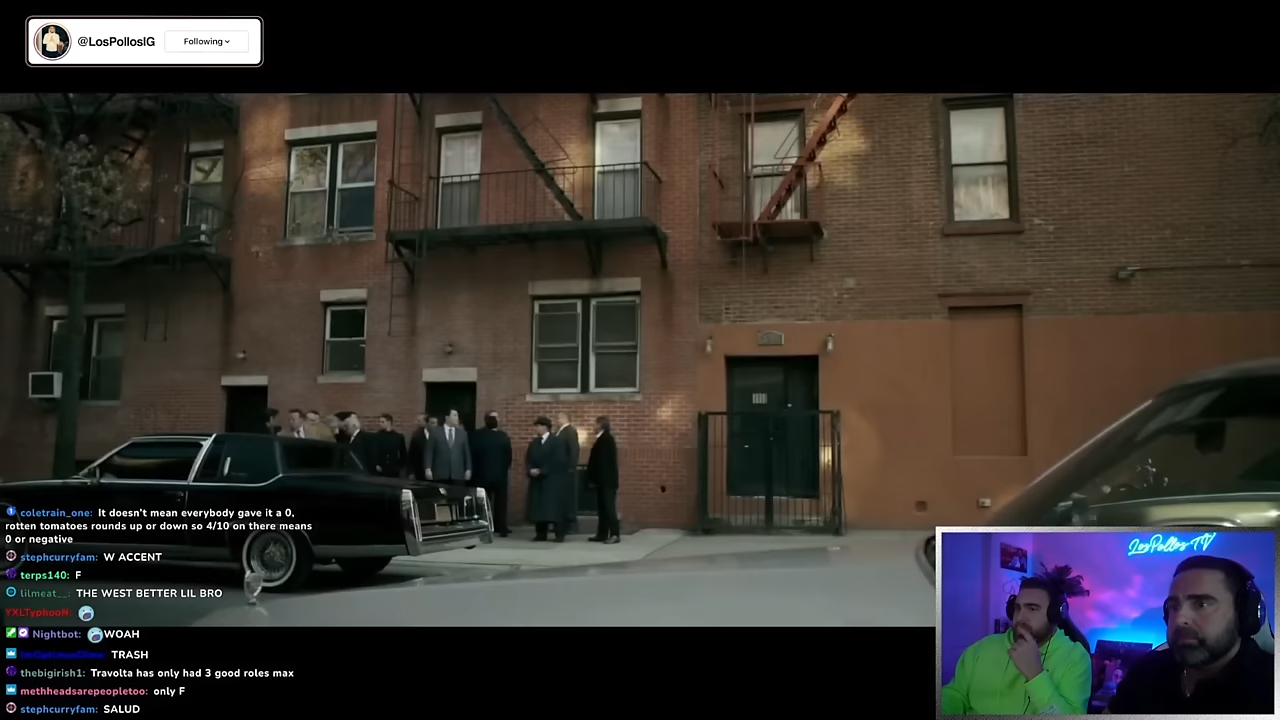 @LosPollosIG
Following
LosPollos TV
coletrain_one: It doesn't mean everybody gave it a 0,
rotten tomatoes rounds up or down so 4/10 on there means
0 or negative
stephcurryfam: W ACCENT
terps140: F
lilmeat__: THE WEST BETTER LIL BRO
YXLTyphooN:
Nightbot: WOAH
TRASH
thebigirish1: Travolta has only had 3 good roles max
methheadsarepeopletoo: only F
stephcurryfam: SALUD